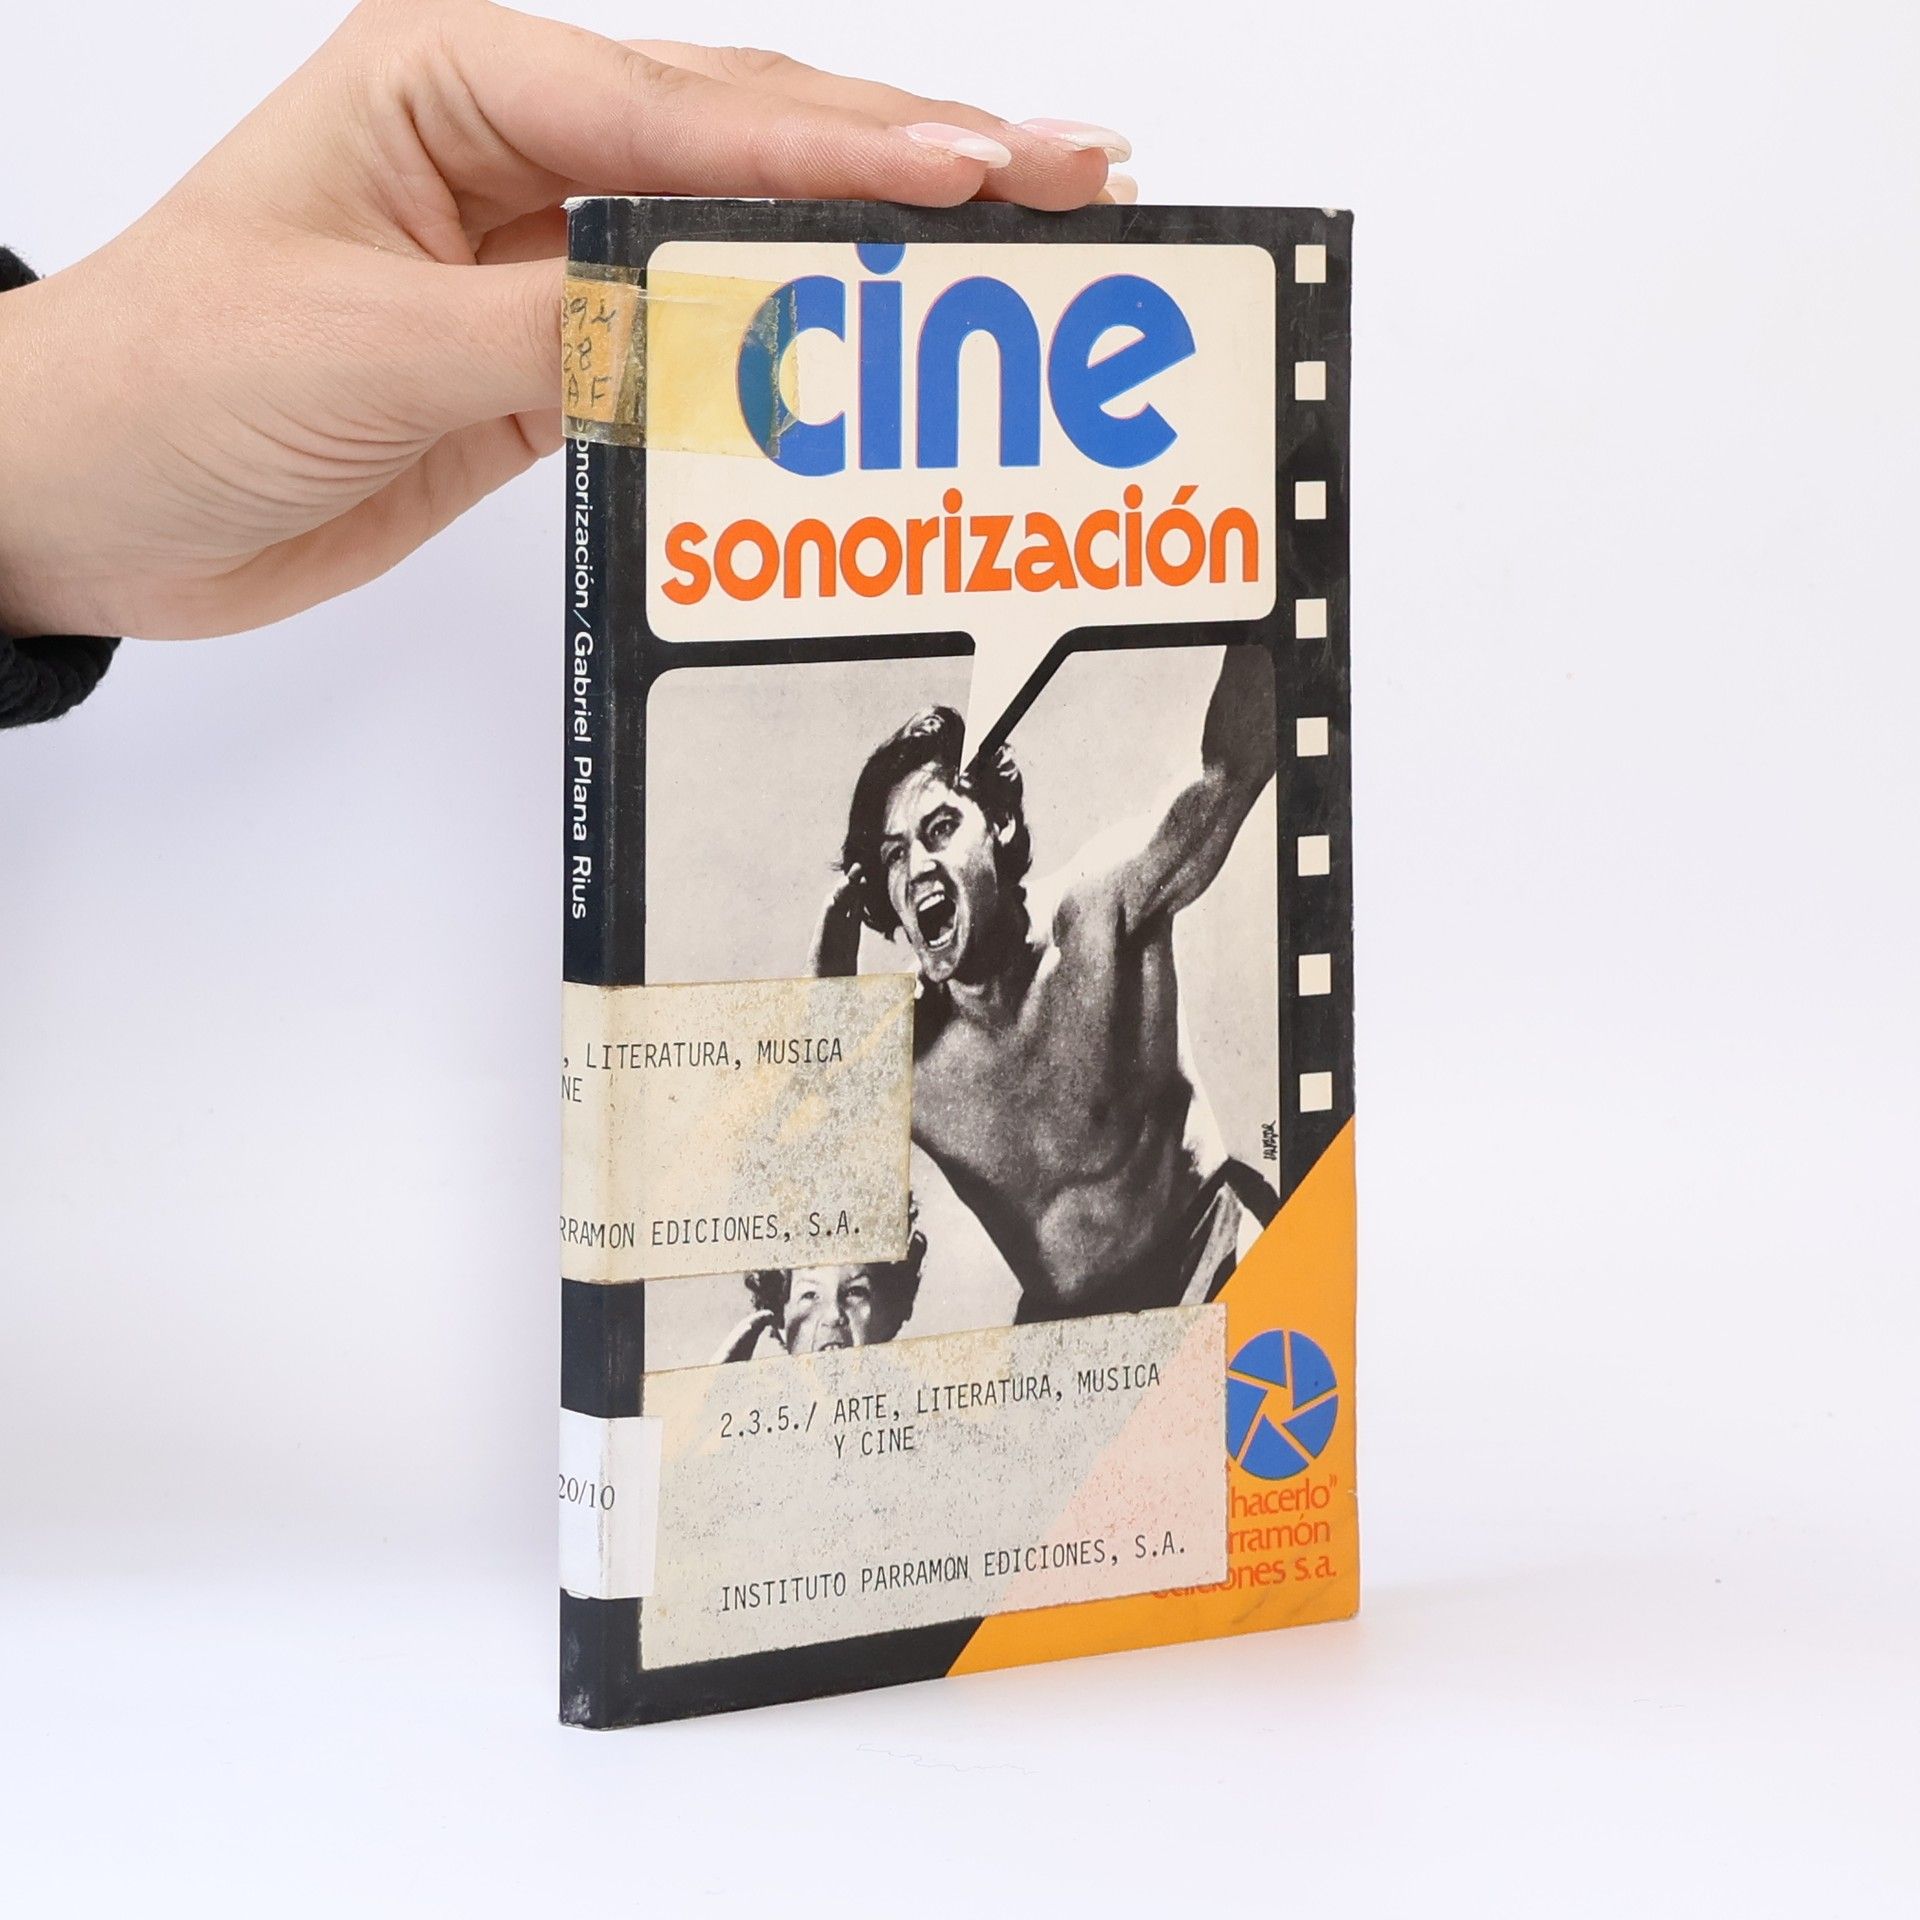 cine
sonorización
28
A F
sonorización/Gabriel Plana Rius
, LITERATURA, MUSICA
NE
RRAMON EDICIONES, S.A.
2.3.5./ ARTE, LITERATURA, MUSICA
Y CINE
INSTITUTO PARRAMON EDICIONES, S.A.
20/10
hacerlo"
rramón
ediciones s.a.